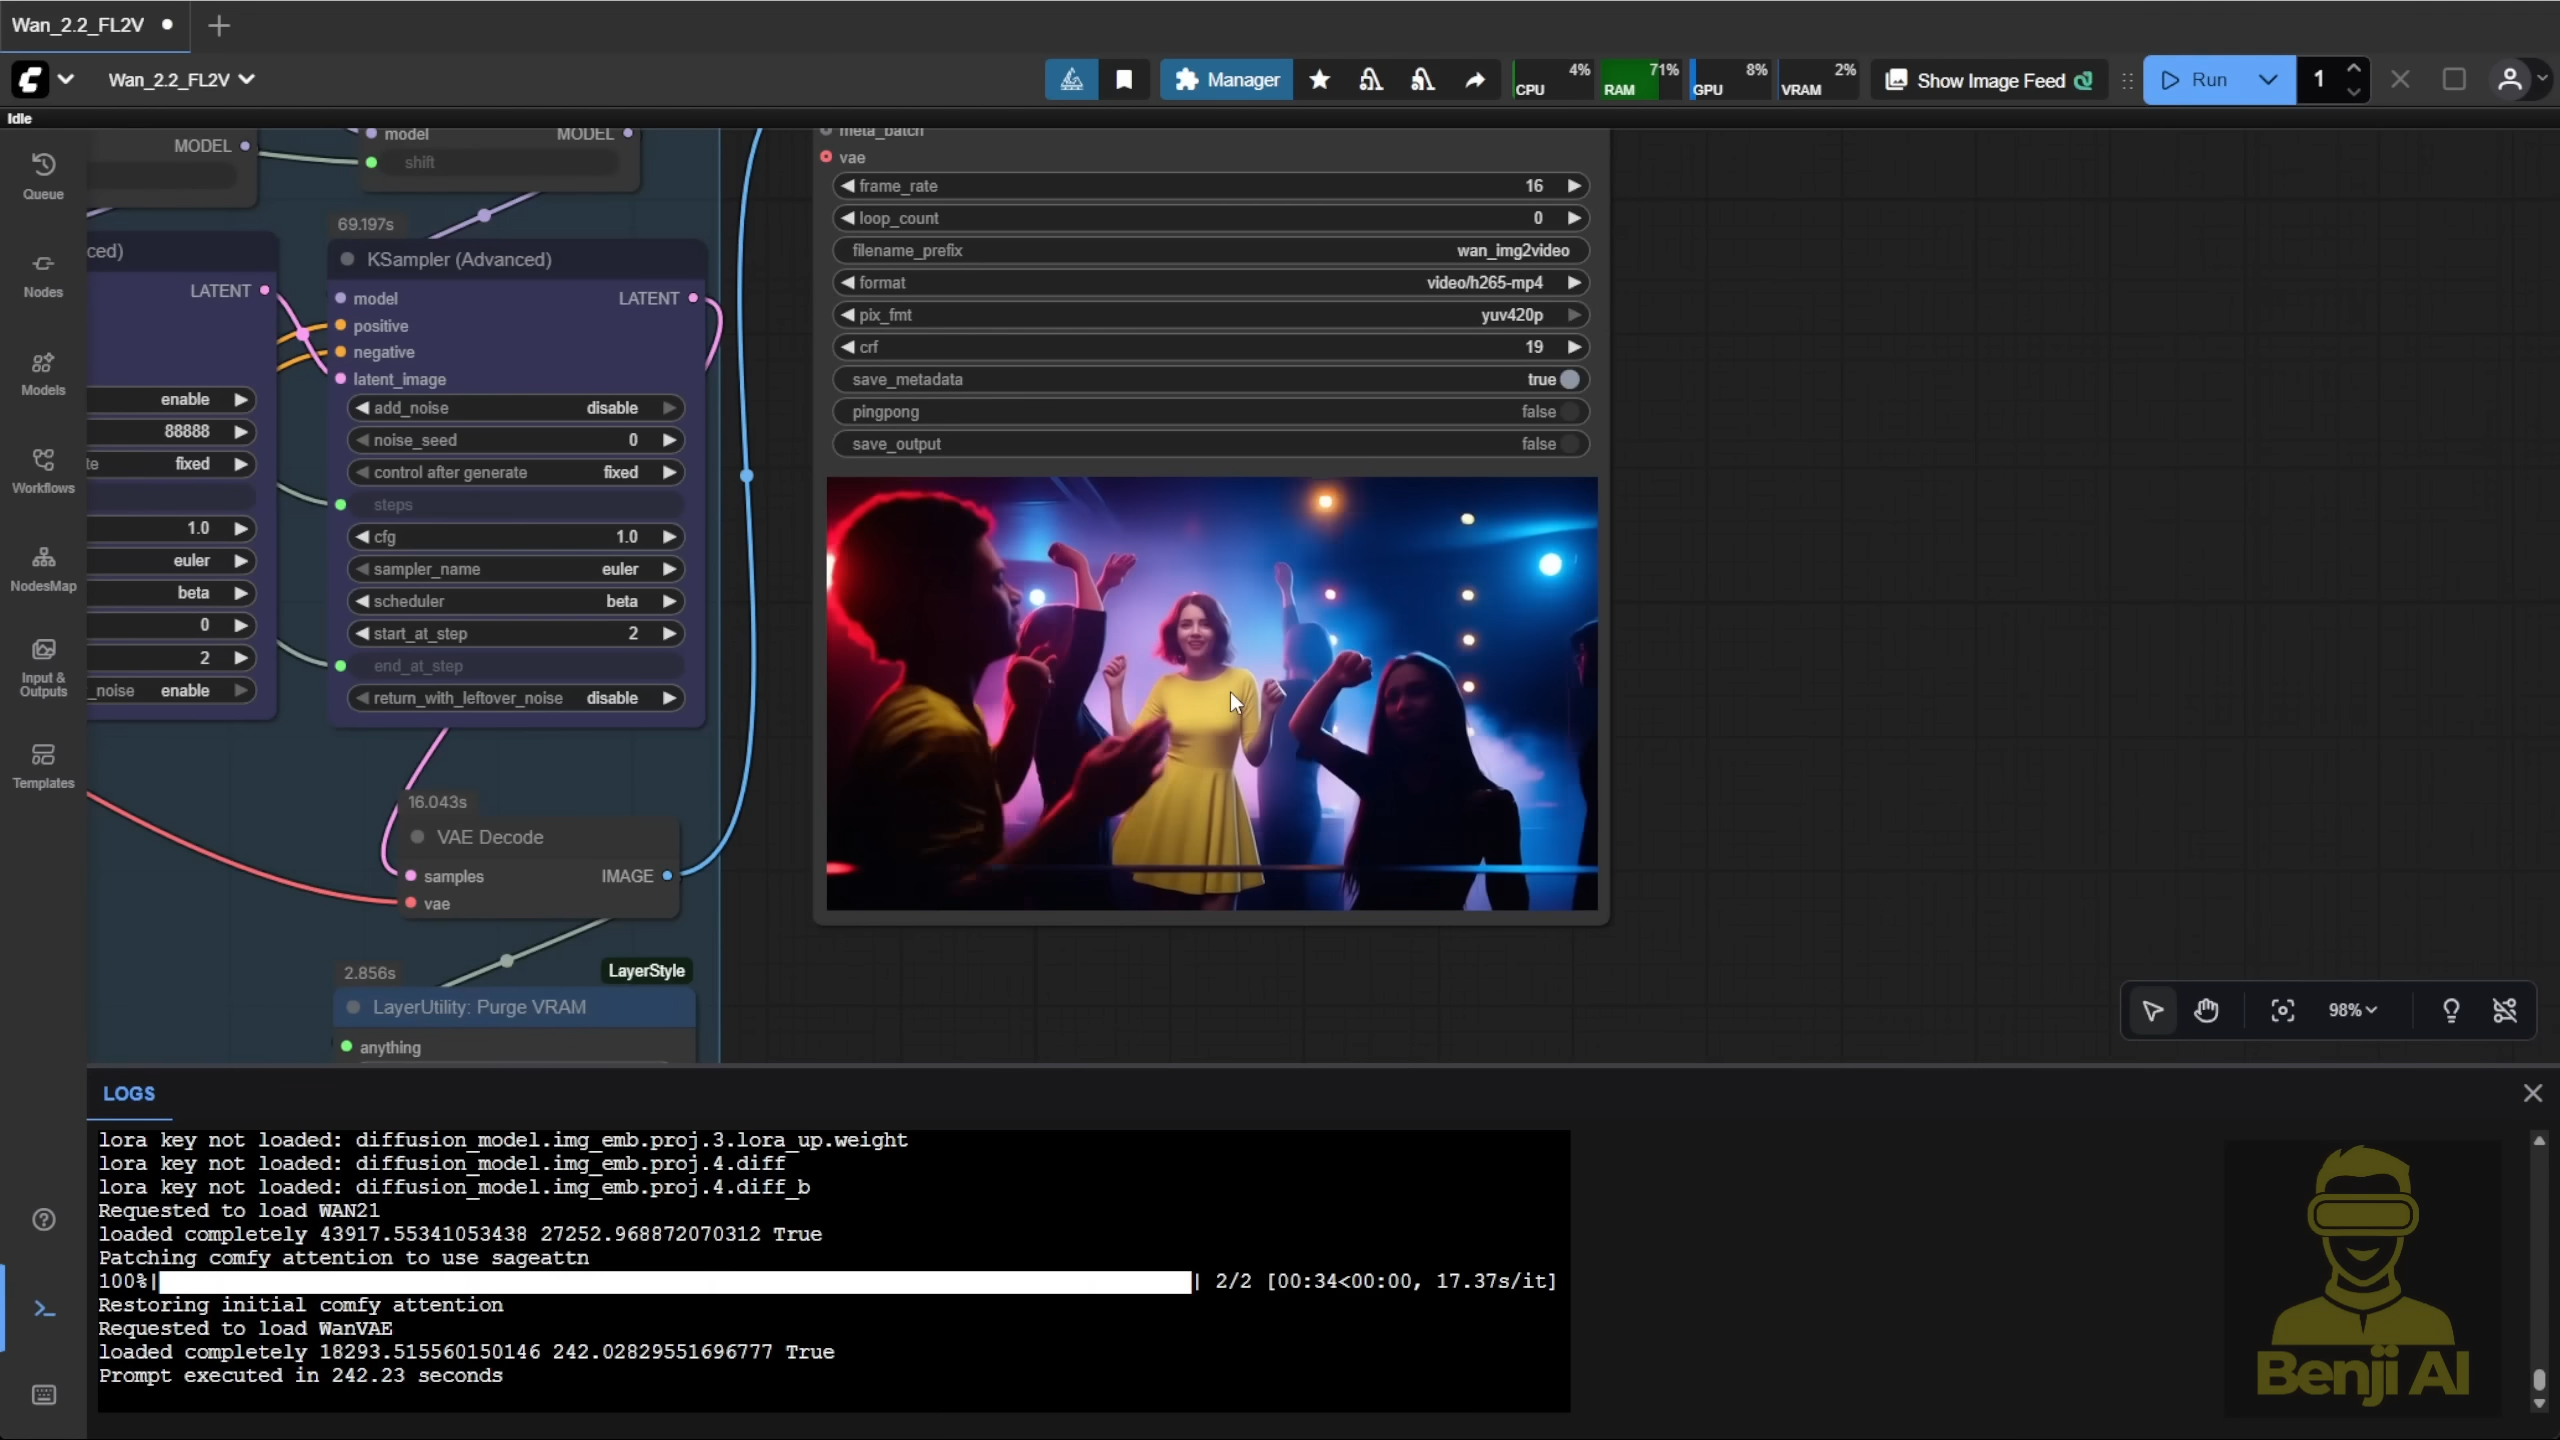 Wan_2.2_FL2V
Wan_2.2_FL2V
Manager
CPU 4%
RAM 71%
GPU 8%
VRAM 2%
Show Image Feed
Run
1
Idle
Queue
Nodes
Models
Workflows
NodesMap
Input &
Outputs
Templates
MODEL
model MODEL
shift
ced)
LATENT
enable
88888
te fixed
1.0
euler
beta
0
2
_noise enable
69.197s
KSampler (Advanced)
model LATENT
positive
negative
latent_image
add_noise disable
noise_seed 0
control after generate fixed
steps
cfg 1.0
sampler_name euler
scheduler beta
start_at_step 2
end_at_step
return_with_leftover_noise disable
16.043s
VAE Decode
samples IMAGE
vae
2.856s
LayerStyle
LayerUtility: Purge VRAM
anything
meta_batch
vae
frame_rate 16
loop_count 0
filename_prefix wan_img2video
format video/h265-mp4
pix_fmt yuv420p
crf 19
save_metadata true
pingpong false
save_output false
98%
LOGS
lora key not loaded: diffusion_model.img_emb.proj.3.lora_up.weight
lora key not loaded: diffusion_model.img_emb.proj.4.diff
lora key not loaded: diffusion_model.img_emb.proj.4.diff_b
Requested to load WAN21
loaded completely 43917.55341053438 27252.968872070312 True
Patching comfy attention to use sageattn
100%| | 2/2 [00:34<00:00, 17.37s/it]
Restoring initial comfy attention
Requested to load WanVAE
loaded completely 18293.515560150146 242.02829551696777 True
Prompt executed in 242.23 seconds
Benji AI